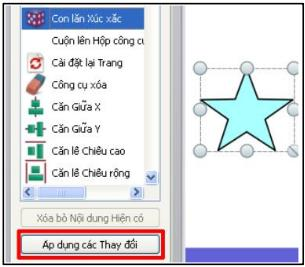 Con lăn Xúc xắc
Cuộn lên Hộp công cụ
Cài đặt lại Trang
Công cụ xóa
Căn Giữa X
Căn Giữa Y
Căn lề Chiều cao
Căn lề Chiều rộng
Xóa bỏ Nội dung Hiện có
Áp dụng các Thay đổi